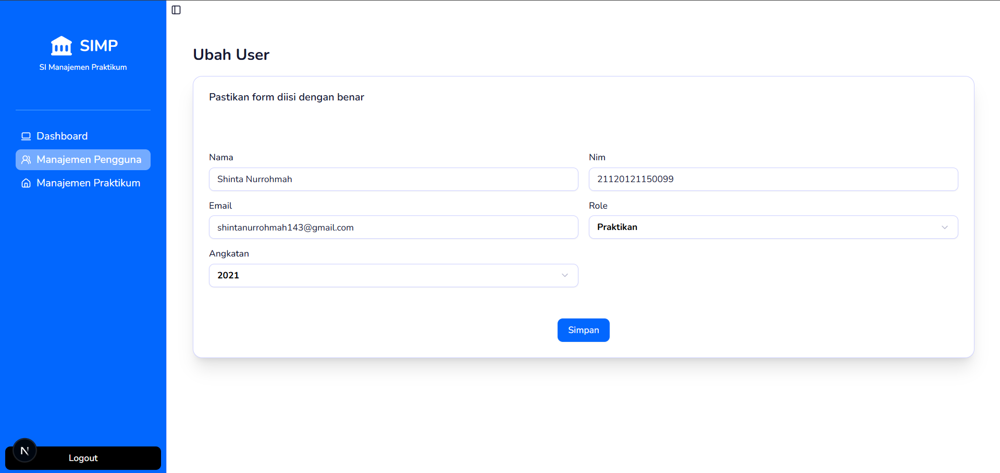 SIMP
SI Manajemen Praktikum
Dashboard
Manajemen Pengguna
Manajemen Praktikum
N
Logout
Ubah User
Pastikan form diisi dengan benar
Nama
Nim
Shinta Nurrohmah
21120121150099
Email
Role
shintanurrohmah143@gmail.com
Praktikan
Angkatan
2021
Simpan